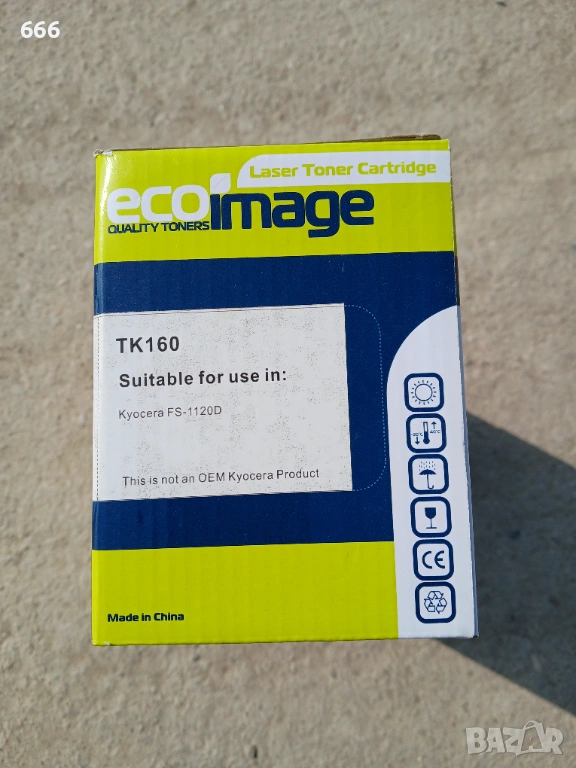 666
Laser Toner Cartridge
ecoimage
QUALITY TONERS
TK160
Suitable for use in:
Kyocera FS-1120D
This is not an OEM Kyocera Product
CE
Made in China
BAZAR